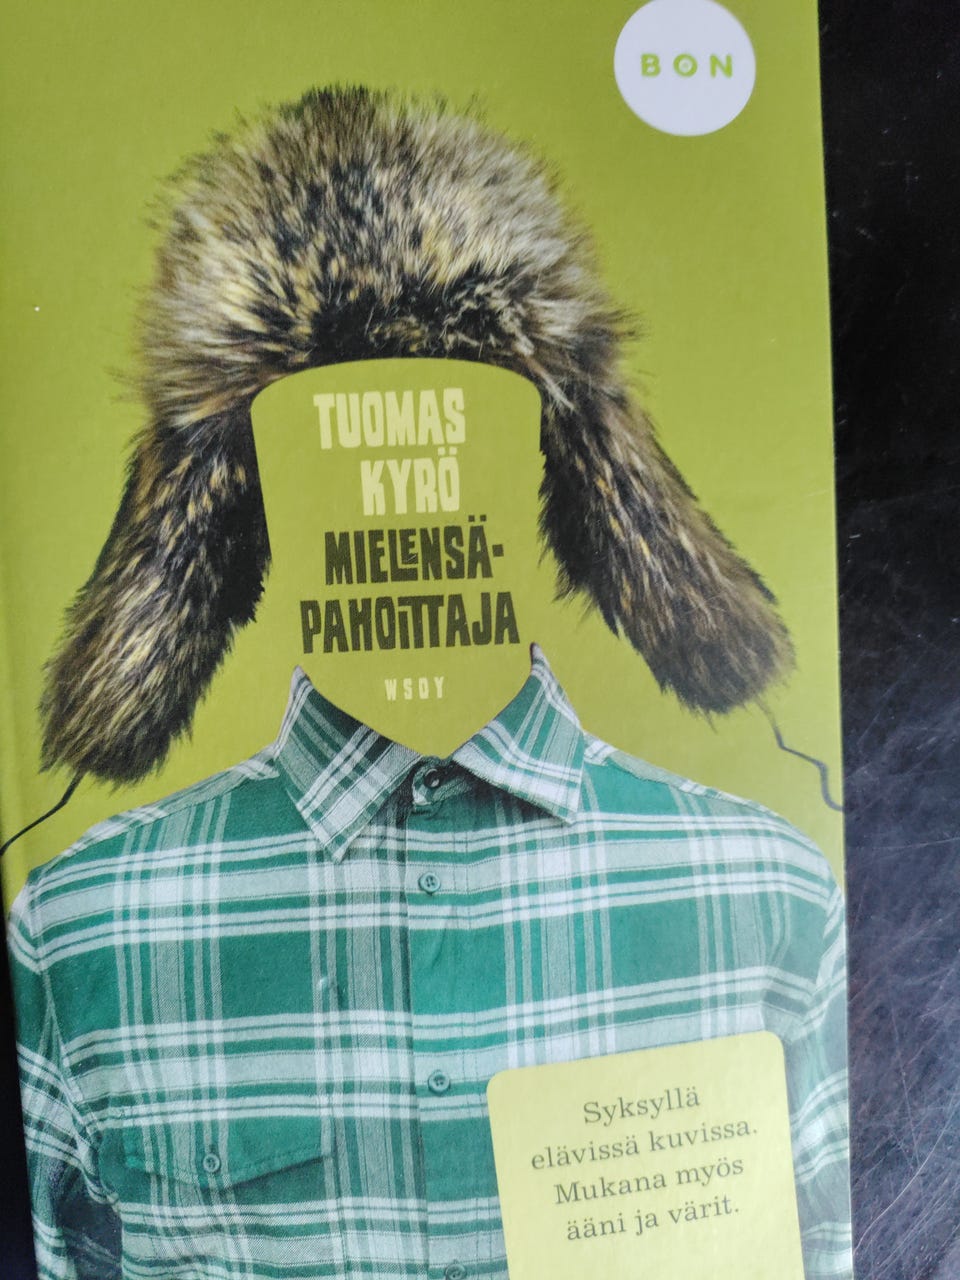 BON
TUOMAS
KYRÖ
MIELENSÄ-
PAHOITTAJA
WSOY
Syksyllä
elävissä kuvissa.
Mukana myös
ääni ja värit.